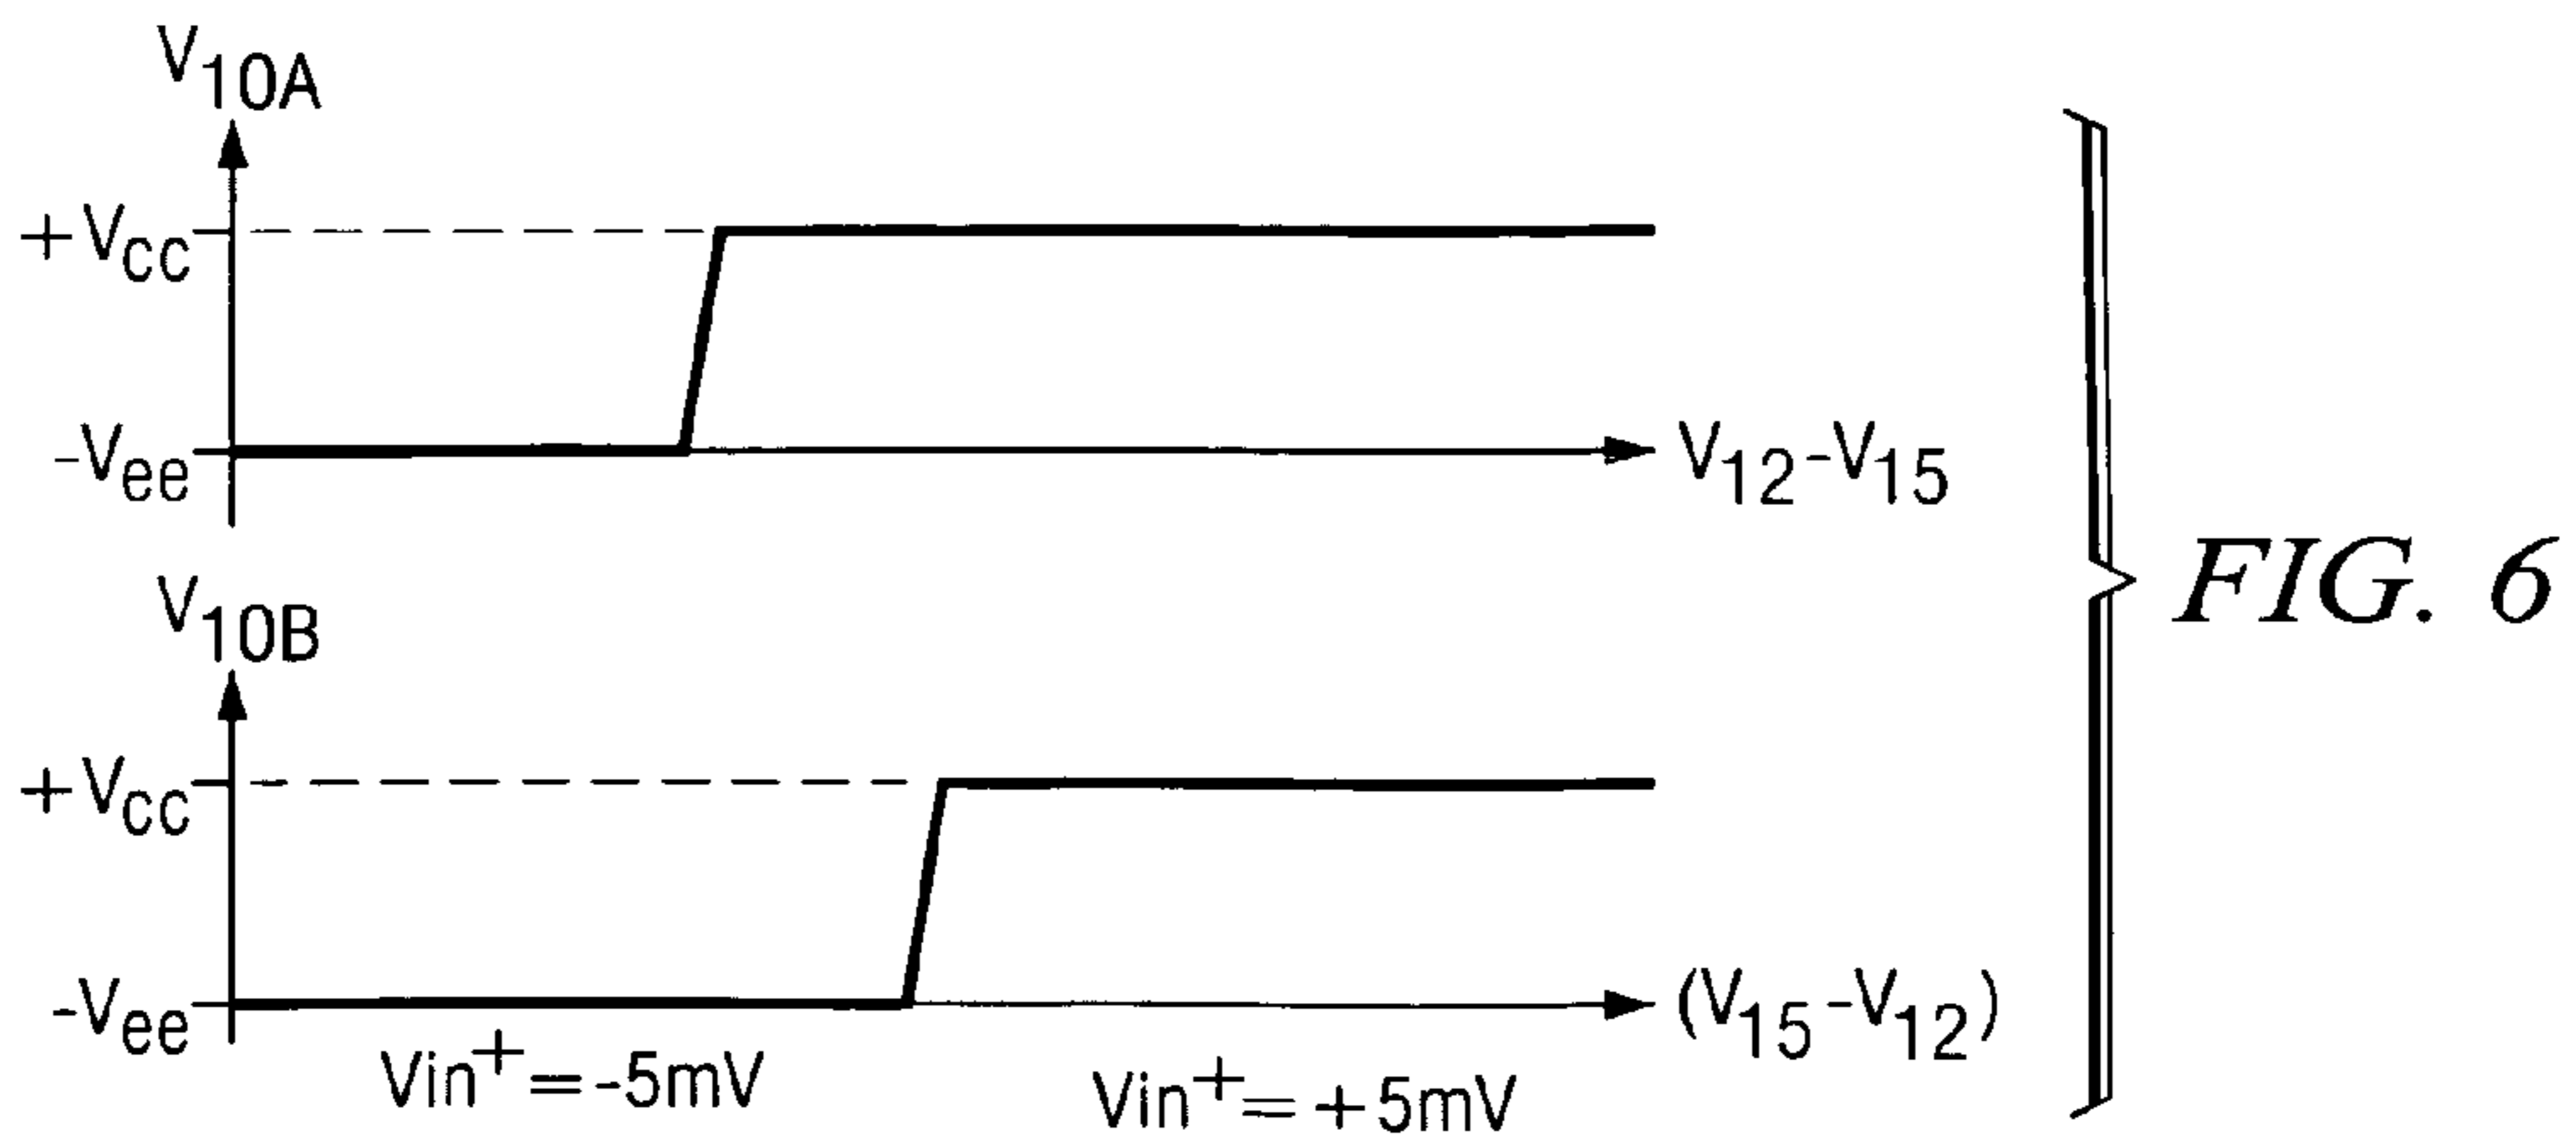 V10A
+Vcc
-Vee
V12-V15
V10B
+Vcc
-Vee
(V15-V12)
Vin+=-5mV
Vin+=+5mV
FIG. 6